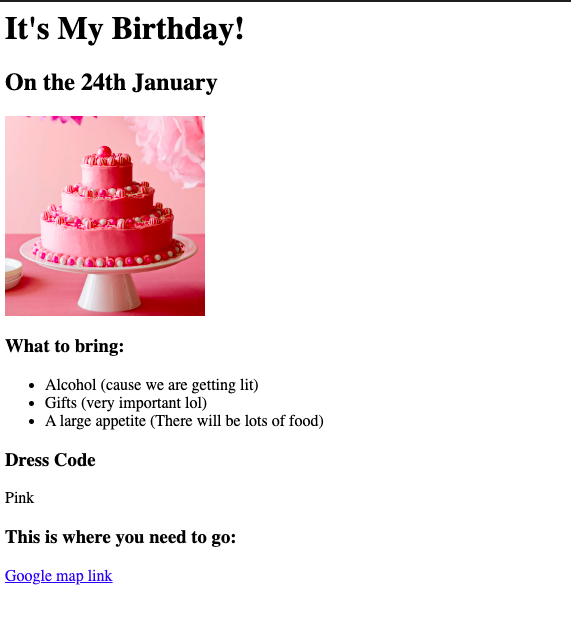 It's My Birthday!
On the 24th January
What to bring:
Alcohol (cause we are getting lit)
Gifts (very important lol)
A large appetite (There will be lots of food)
Dress Code
Pink
This is where you need to go:
Google map link